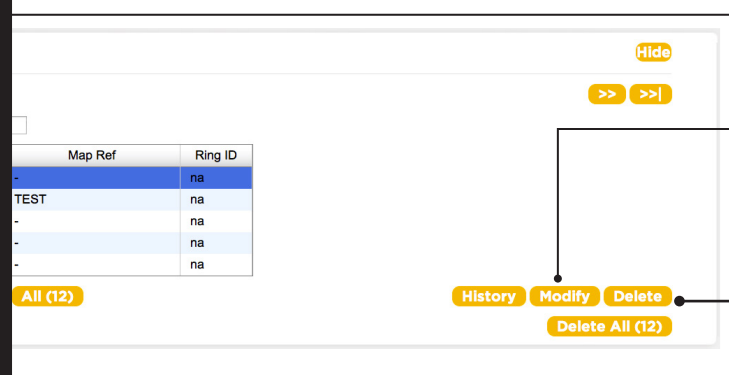 Hide
>> >>|
Map Ref Ring ID
- na
TEST na
- na
- na
- na
All (12) History Modify Delete
Delete All (12)